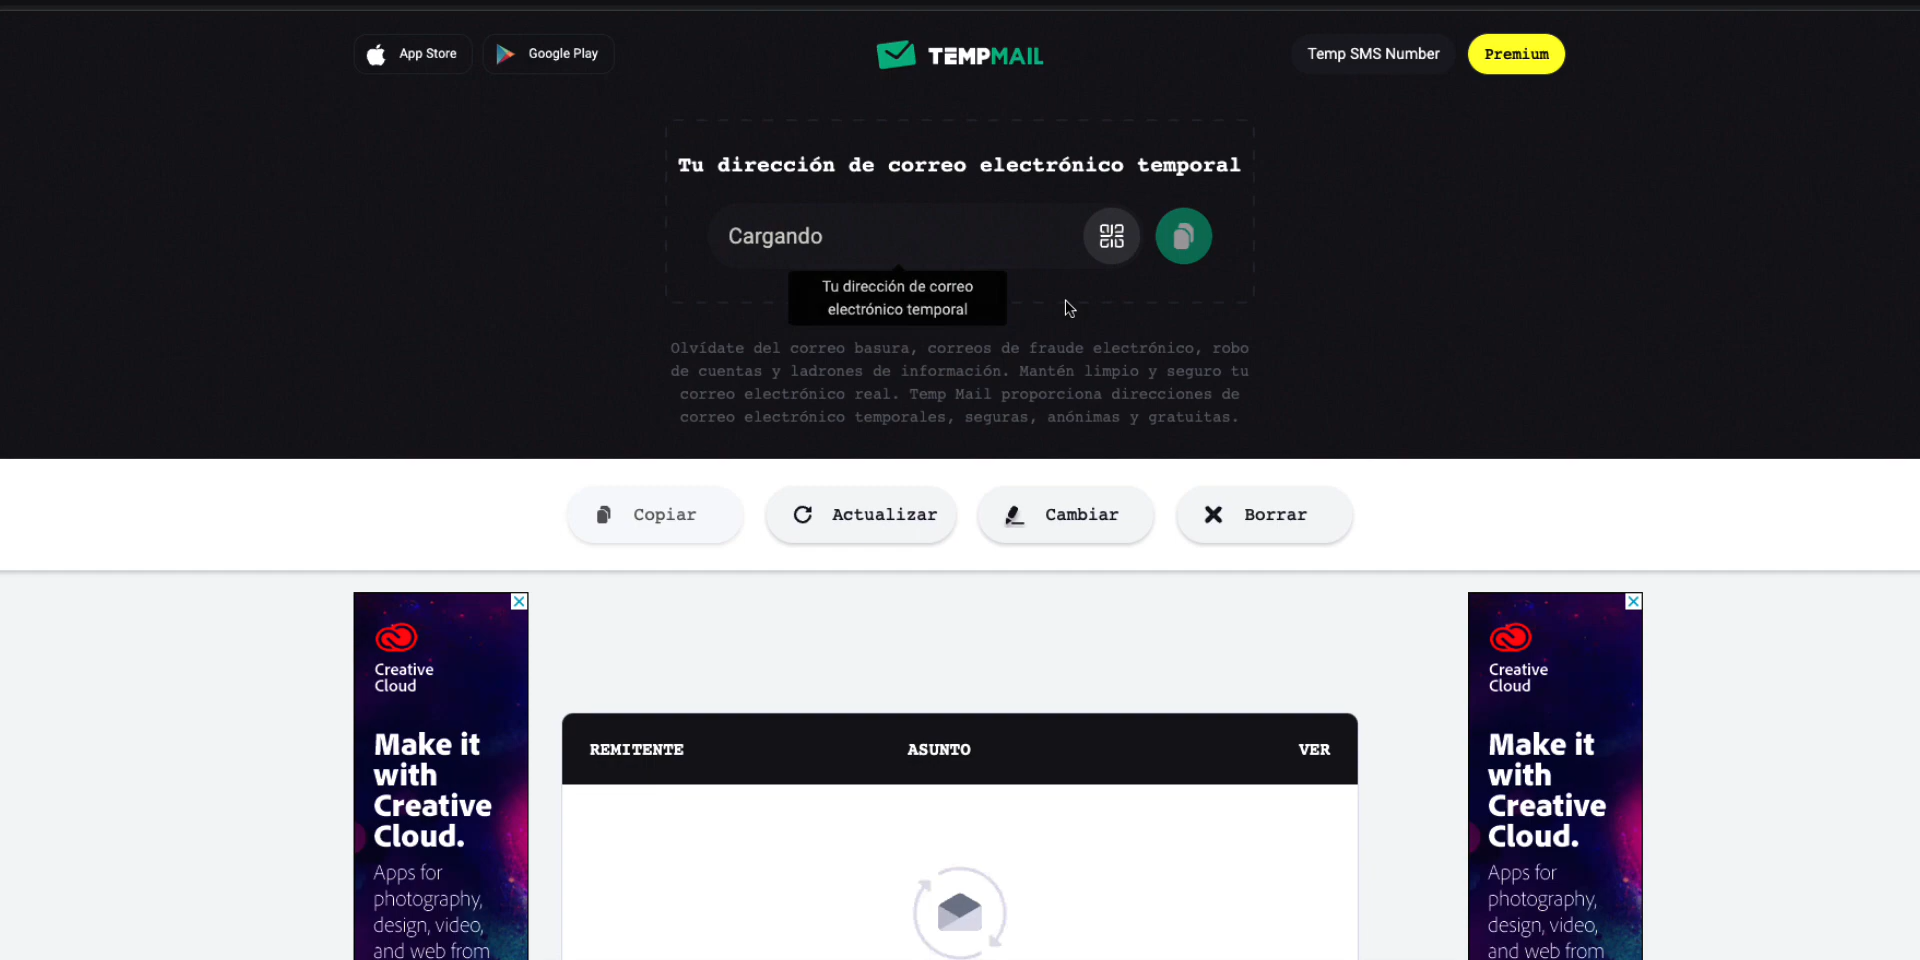 App Store
Google Play
TEMPMAIL
Temp SMS Number
Premium
Tu dirección de correo electrónico temporal
Cargando
Tu dirección de correo
electrónico temporal
Olvídate del correo basura, correos de fraude electrónico, robo
de cuentas y ladrones de información. Mantén limpio y seguro tu
correo electrónico real. Temp Mail proporciona direcciones de
correo electrónico temporales, seguras, anónimas y gratuitas.
Copiar
Actualizar
Cambiar
Borrar
Creative
Cloud
Make it
with
Creative
Cloud.
Apps for
photography,
design, video,
and web from
REMITENTE
ASUNTO
VER
Creative
Cloud
Make it
with
Creative
Cloud.
Apps for
photography,
design, video,
and web from